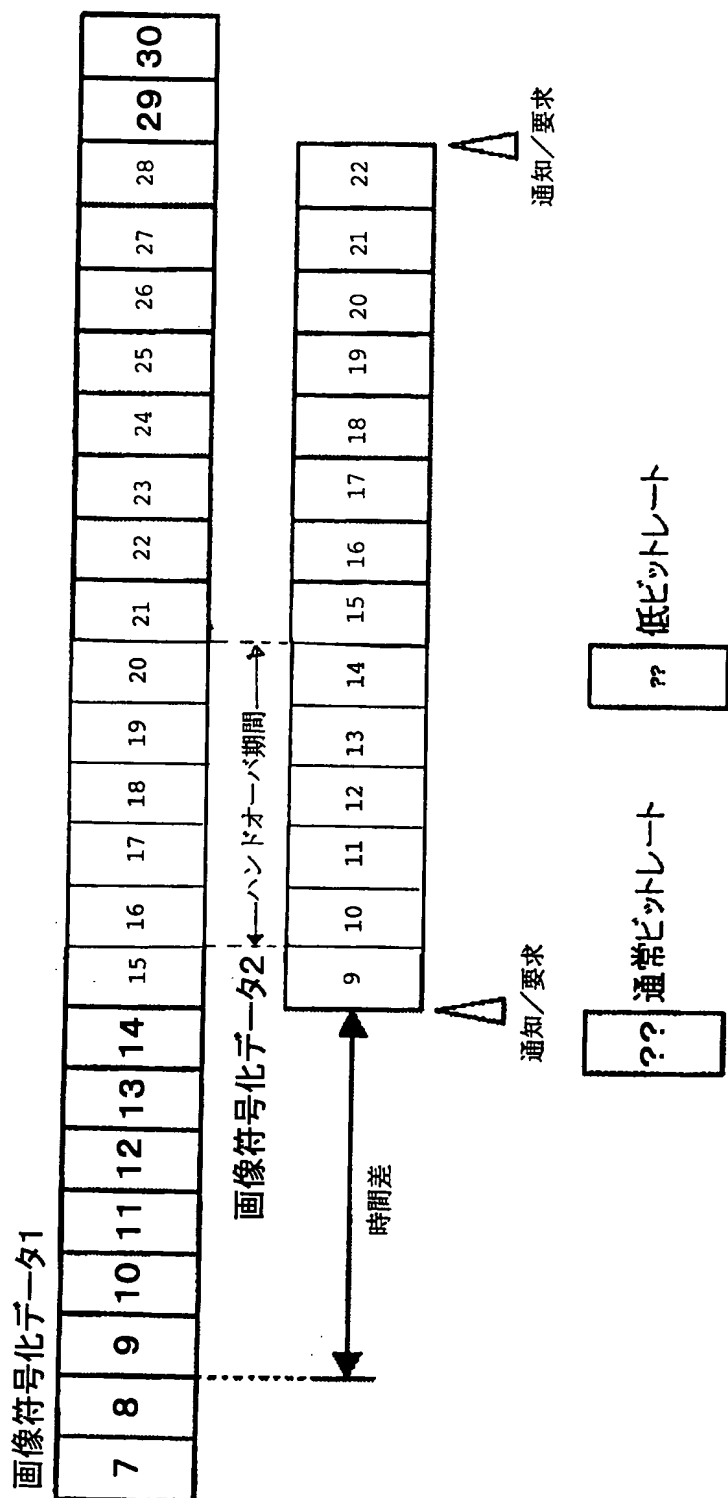 画像符号化データ1
7 8 9 10 11 12 13 14 15 16 17 18 19 20 21 22 23 24 25 26 27 28 29 30
画像符号化データ2
ハンドオーバ期間
9 10 11 12 13 14 15 16 17 18 19 20 21 22
時間差
通知/要求
通知/要求
?? 通常ビットレート
?? 低ビットレート